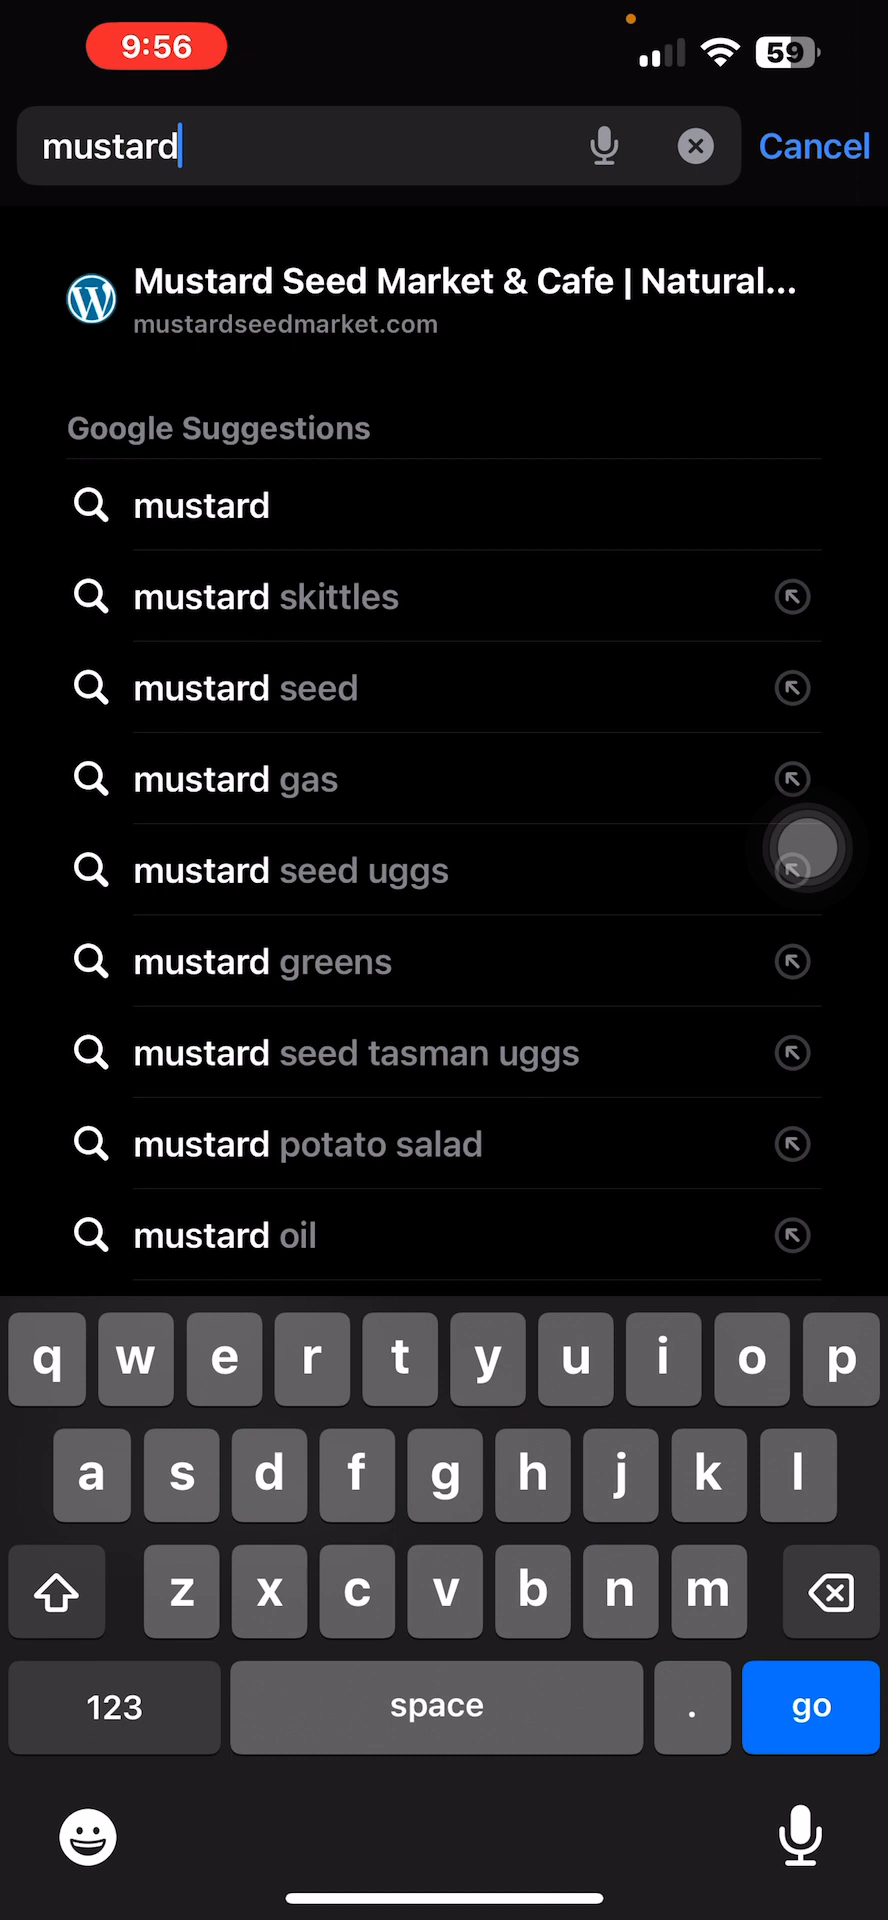 9:56
59
mustard
Cancel
Mustard Seed Market & Cafe | Natural...
mustardseedmarket.com
Google Suggestions
mustard
mustard skittles
mustard seed
mustard gas
mustard seed uggs
mustard greens
mustard seed tasman uggs
mustard potato salad
mustard oil
q w e r t y u i o p
a s d f g h j k l
z x c v b n m
123 space . go